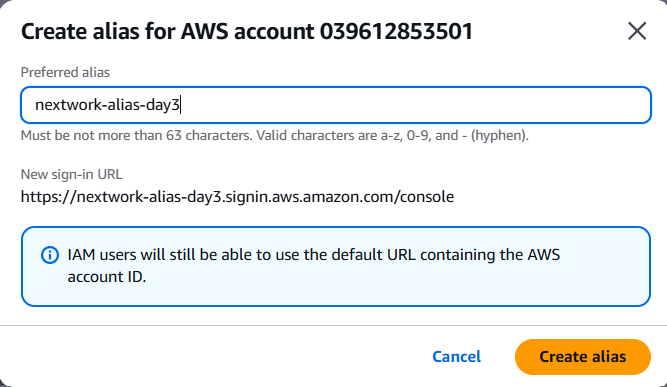 Create alias for AWS account 039612853501
Preferred alias
nextwork-alias-day3
Must be not more than 63 characters. Valid characters are a-z, 0-9, and - (hyphen).
New sign-in URL
https://nextwork-alias-day3.signin.aws.amazon.com/console
IAM users will still be able to use the default URL containing the AWS
account ID.
Cancel
Create alias